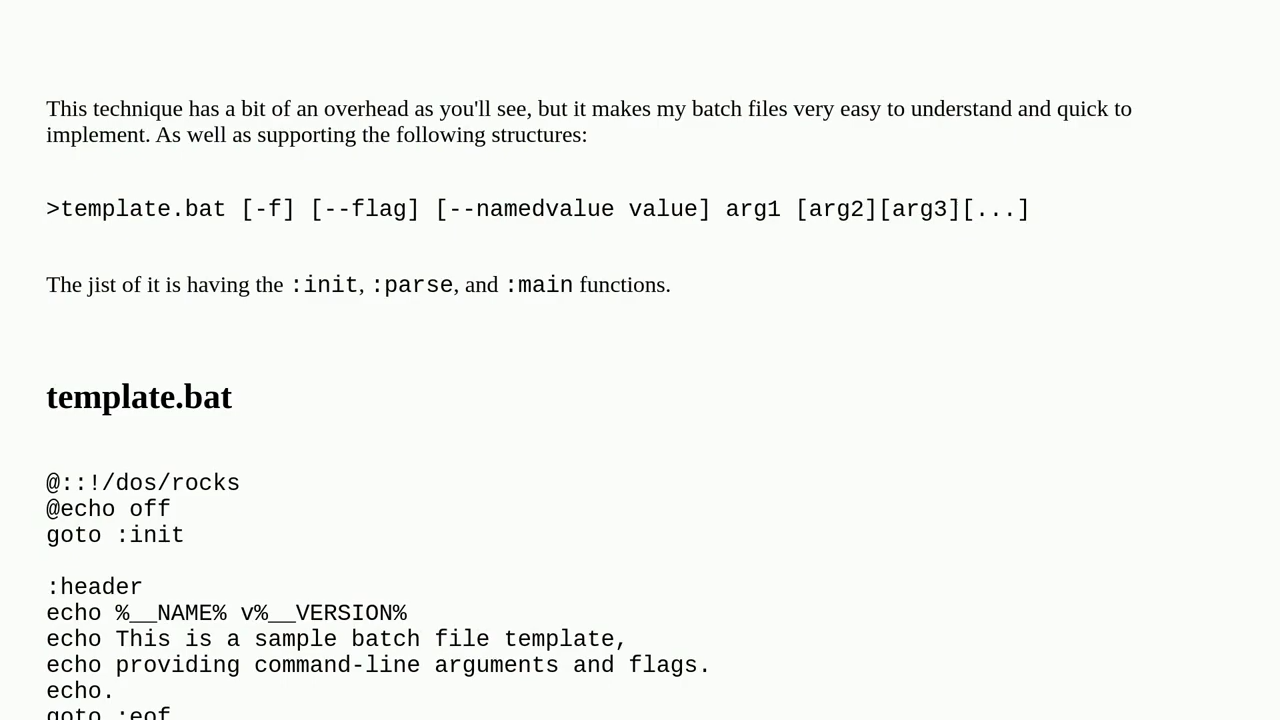 This technique has a bit of an overhead as you'll see, but it makes my batch files very easy to understand and quick to
implement. As well as supporting the following structures:
>template.bat [-f] [--flag] [--namedvalue value] arg1 [arg2][arg3][...]
The jist of it is having the :init, :parse, and :main functions.
template.bat
@::!/dos/rocks
@echo off
goto :init
:header
echo %__NAME% v%__VERSION%
echo This is a sample batch file template,
echo providing command-line arguments and flags.
echo.
goto :eof